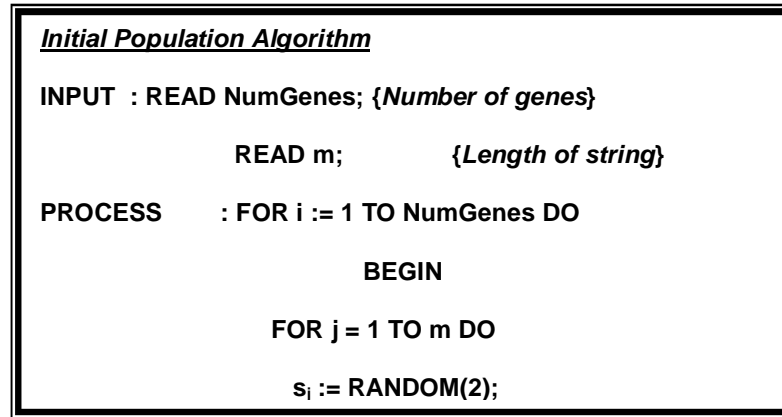 Initial Population Algorithm
INPUT : READ NumGenes; {Number of genes}
READ m; {Length of string}
PROCESS : FOR i := 1 TO NumGenes DO
BEGIN
FOR j = 1 TO m DO
sᵢ := RANDOM(2);